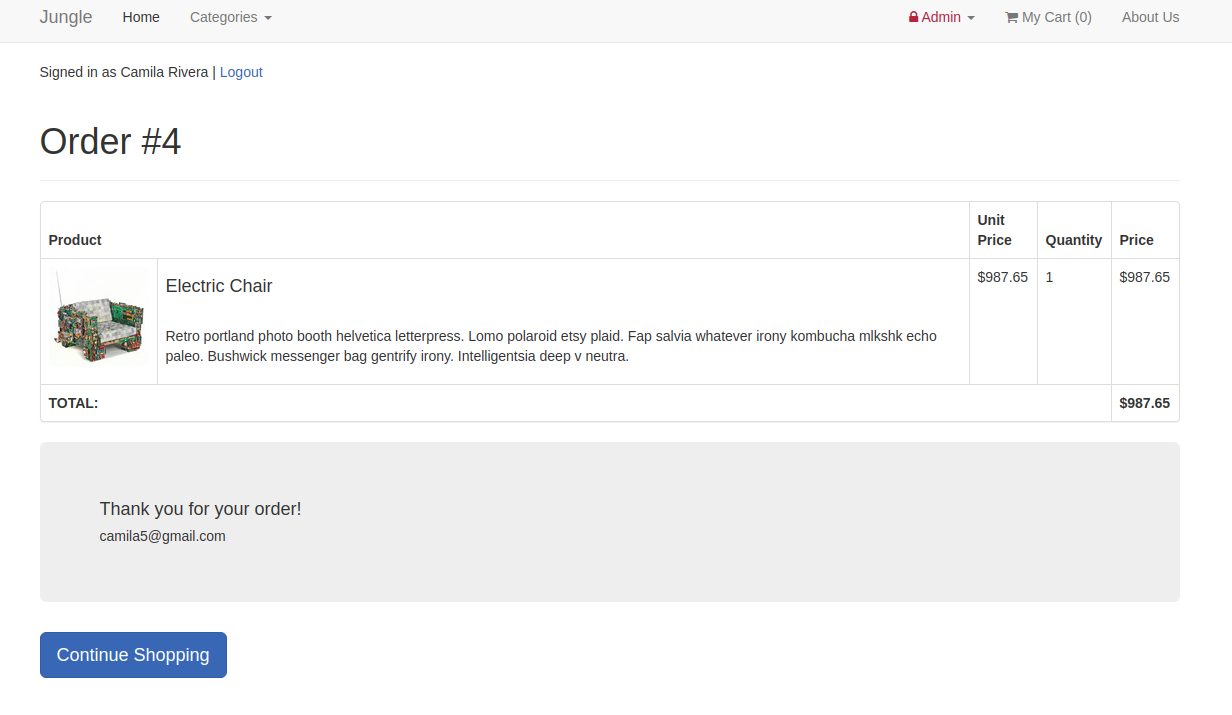 Jungle Home Categories Admin My Cart (0) About Us
Signed in as Camila Rivera | Logout
Order #4
Product Unit Price Quantity Price
Electric Chair $987.65 1 $987.65
Retro portland photo booth helvetica letterpress. Lomo polaroid etsy plaid. Fap salvia whatever irony kombucha mlkshk echo
paleo. Bushwick messenger bag gentrify irony. Intelligentsia deep v neutra.
TOTAL: $987.65
Thank you for your order!
camila5@gmail.com
Continue Shopping